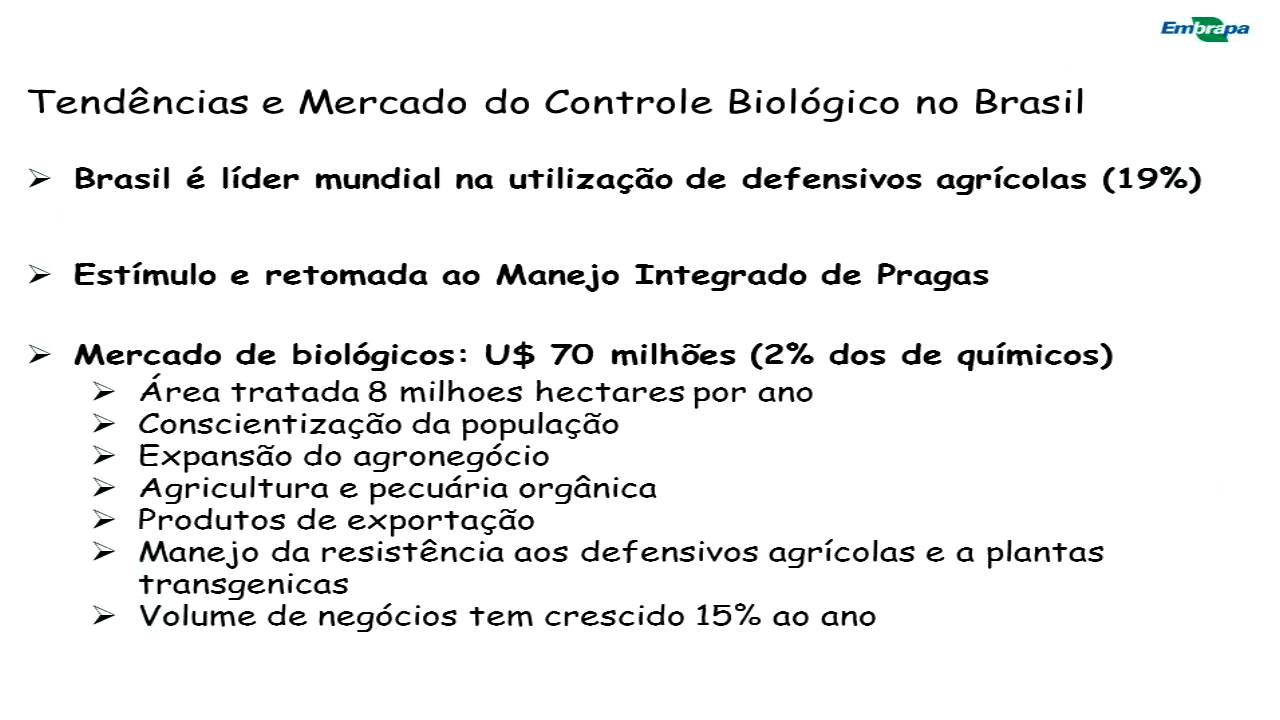 Embrapa
Tendências e Mercado do Controle Biológico no Brasil
➢ Brasil é líder mundial na utilização de defensivos agrícolas (19%)
➢ Estímulo e retomada ao Manejo Integrado de Pragas
➢ Mercado de biológicos: U$ 70 milhões (2% dos de químicos)
➢ Área tratada 8 milhoes hectares por ano
➢ Conscientização da população
➢ Expansão do agronegócio
➢ Agricultura e pecuária orgânica
➢ Produtos de exportação
➢ Manejo da resistência aos defensivos agrícolas e a plantas
transgenicas
➢ Volume de negócios tem crescido 15% ao ano